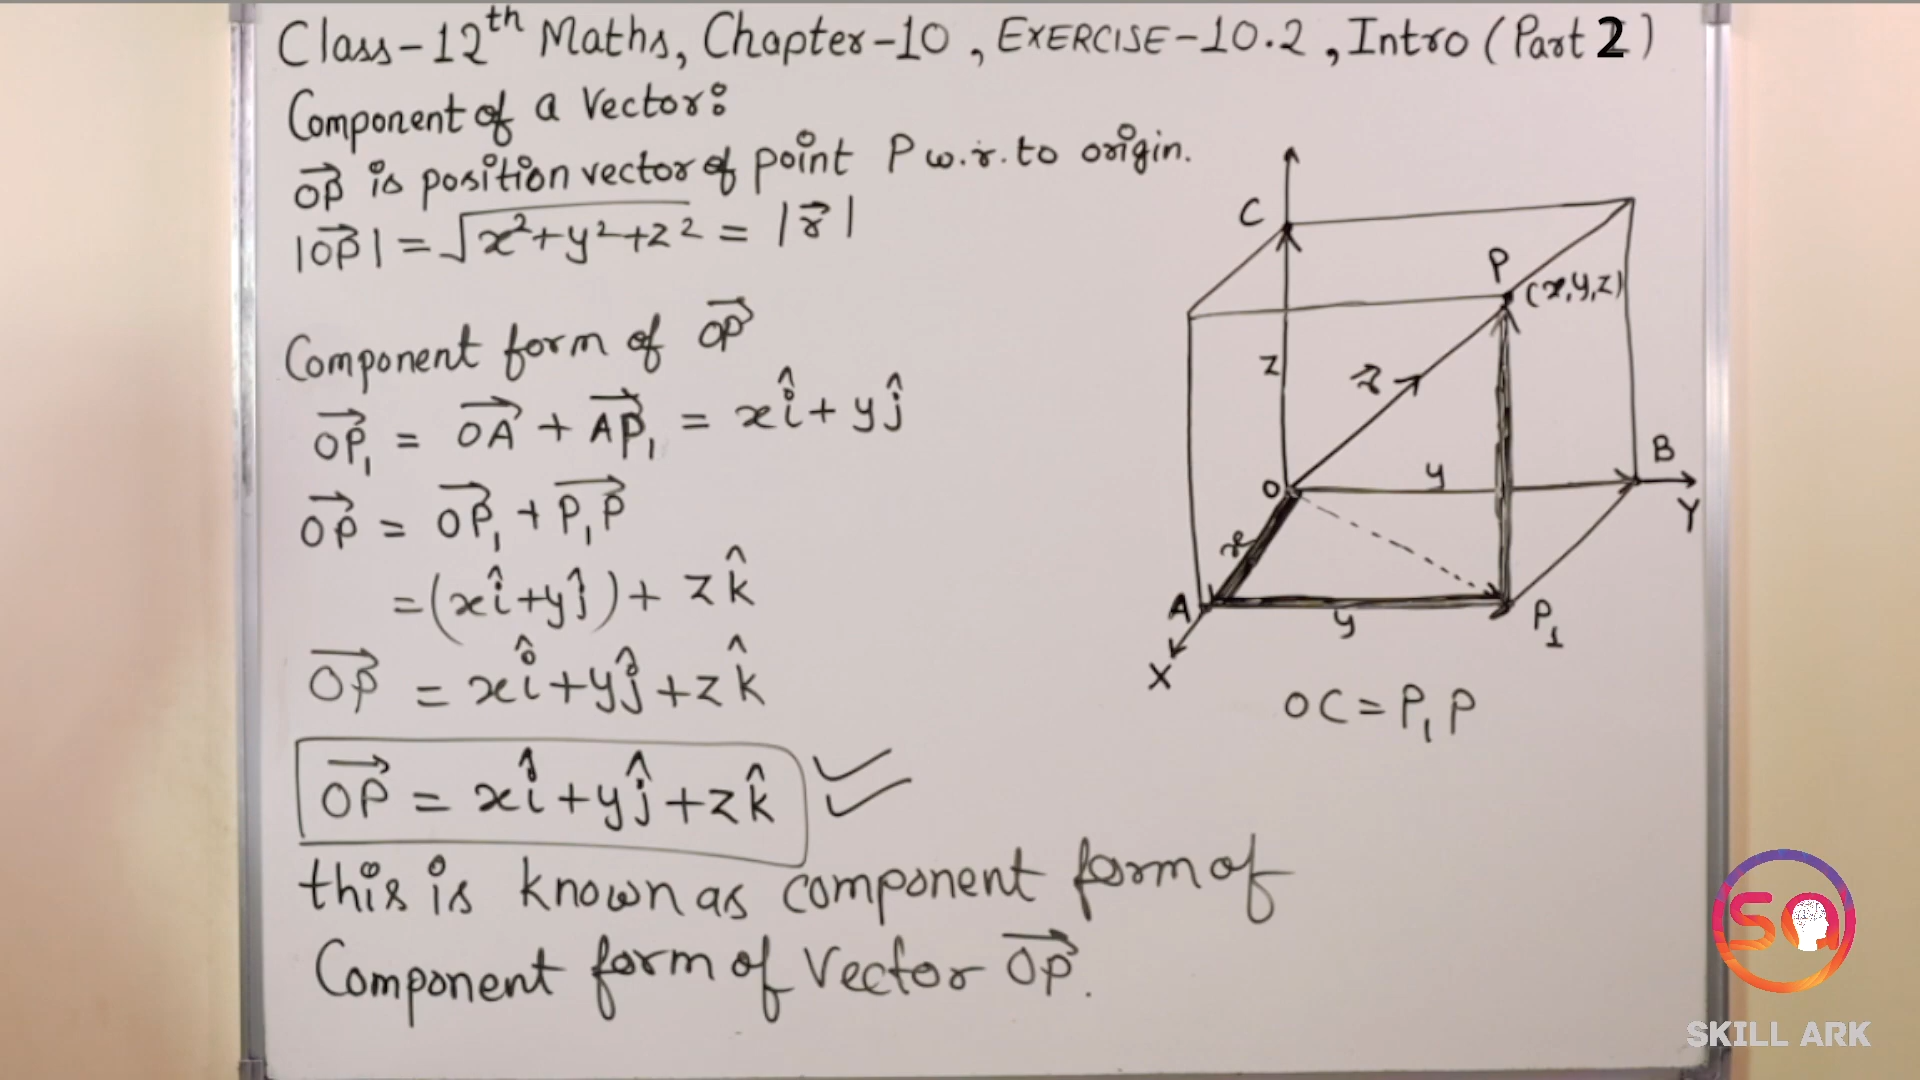 Class-12th Maths, Chapter-10, EXERCISE-10.2, Intro (Part 2)
Component of a Vector:
OP⃗ is position vector of point P w.r.to origin.
|OP⃗| = √x²+y²+z² = |r⃗|
Component form of OP⃗
OP₁⃗ = OA⃗ + AP₁⃗ = xî + yĵ
OP⃗ = OP₁⃗ + P₁P⃗
=(xî+yĵ)+ zk̂
OP⃗ = xî+yĵ+zk̂
OP⃗ = xî+yĵ+zk̂
this is known as component form of
Component form of Vector OP⃗.
C
P
(x,y,z)
z
r⃗
B
y
O
Y
x
A
y
P₁
X
OC = P₁P
SA
SKILL ARK